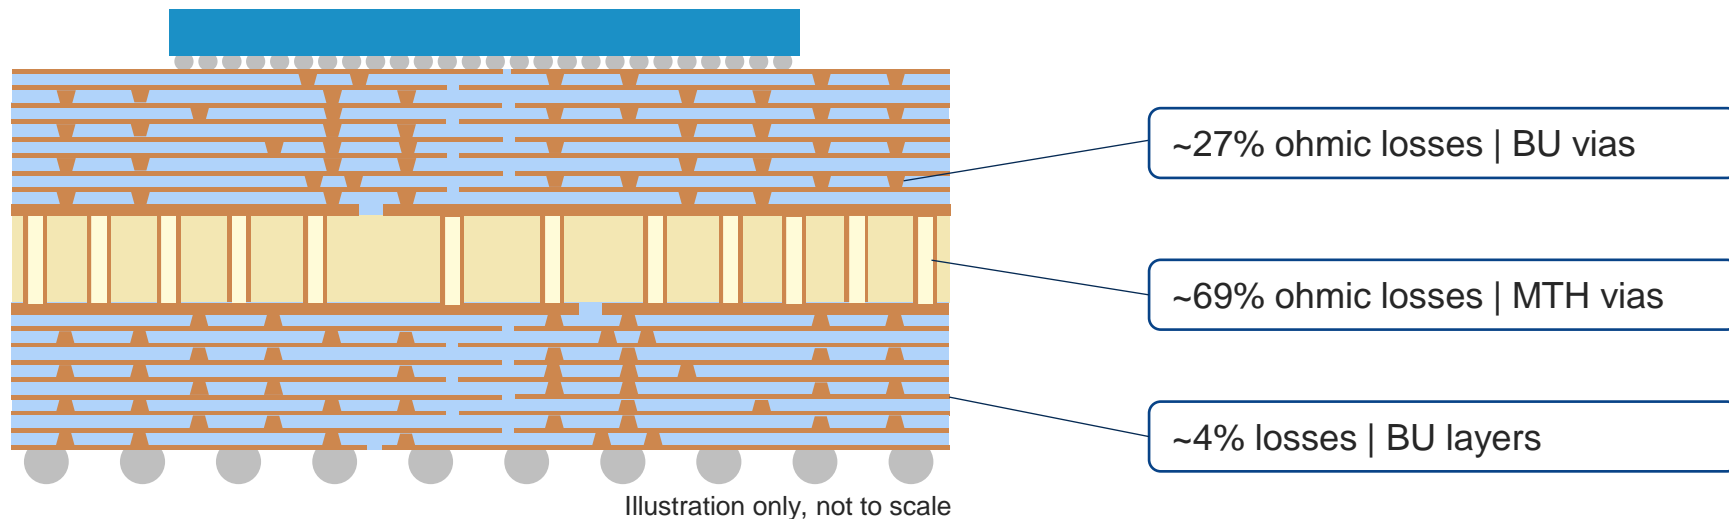 ~27% ohmic losses | BU vias
~69% ohmic losses | MTH vias
~4% losses | BU layers
Illustration only, not to scale